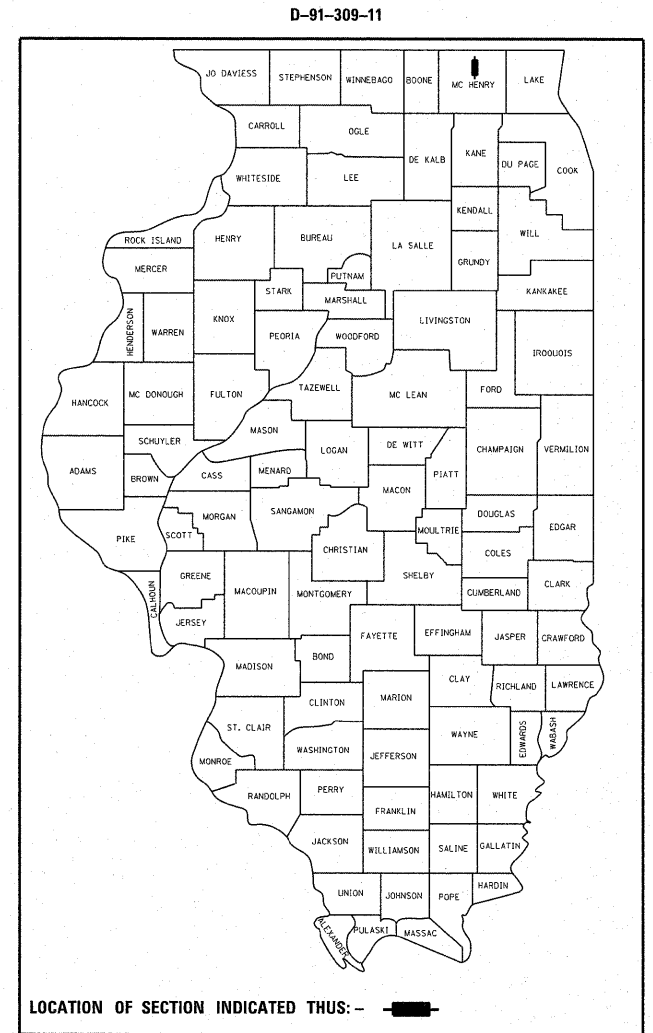 D-91-309-11
JO DAVIESS
STEPHENSON
WINNEBAGO
BOONE
MC HENRY
LAKE
CARROLL
OGLE
DE KALB
KANE
DU PAGE
COOK
WHITESIDE
LEE
KENDALL
ROCK ISLAND
HENRY
BUREAU
LA SALLE
GRUNDY
WILL
MERCER
PUTNAM
STARK
MARSHALL
KANKAKEE
HENDERSON
WARREN
KNOX
PEORIA
WOODFORD
LIVINGSTON
IROQUOIS
HANCOCK
MC DONOUGH
FULTON
TAZEWELL
MC LEAN
FORD
SCHUYLER
MASON
LOGAN
DE WITT
CHAMPAIGN
VERMILION
ADAMS
BROWN
CASS
MENARD
MACON
PIATT
PIKE
SCOTT
MORGAN
SANGAMON
CHRISTIAN
MOULTRIE
DOUGLAS
EDGAR
COLES
CALHOUN
GREENE
MACOUPIN
MONTGOMERY
SHELBY
CUMBERLAND
CLARK
JERSEY
FAYETTE
EFFINGHAM
JASPER
CRAWFORD
MADISON
BOND
CLAY
RICHLAND
LAWRENCE
CLINTON
MARION
ST. CLAIR
WAYNE
EDWARDS
WABASH
WASHINGTON
JEFFERSON
MONROE
RANDOLPH
PERRY
HAMILTON
WHITE
FRANKLIN
JACKSON
WILLIAMSON
SALINE
GALLATIN
UNION
JOHNSON
POPE
HARDIN
ALEXANDER
PULASKI
MASSAC
LOCATION OF SECTION INDICATED THUS: -